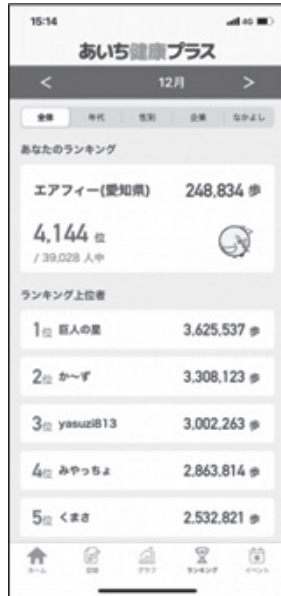 15:14
4G
あいち健康プラス
< 12月 >
全体 年代 性別 企業 なかよし
あなたのランキング
エアフィー(愛知県) 248,834 歩
4,144 位
/ 39,028 人中
ランキング上位者
1位 巨人の星 3,625,537 歩
2位 か〜ず 3,308,123 歩
3位 yasuzi813 3,002,263 歩
4位 みやっちょ 2,863,814 歩
5位 くまさ 2,532,821 歩
ホーム 記録 グラフ ランキング イベント